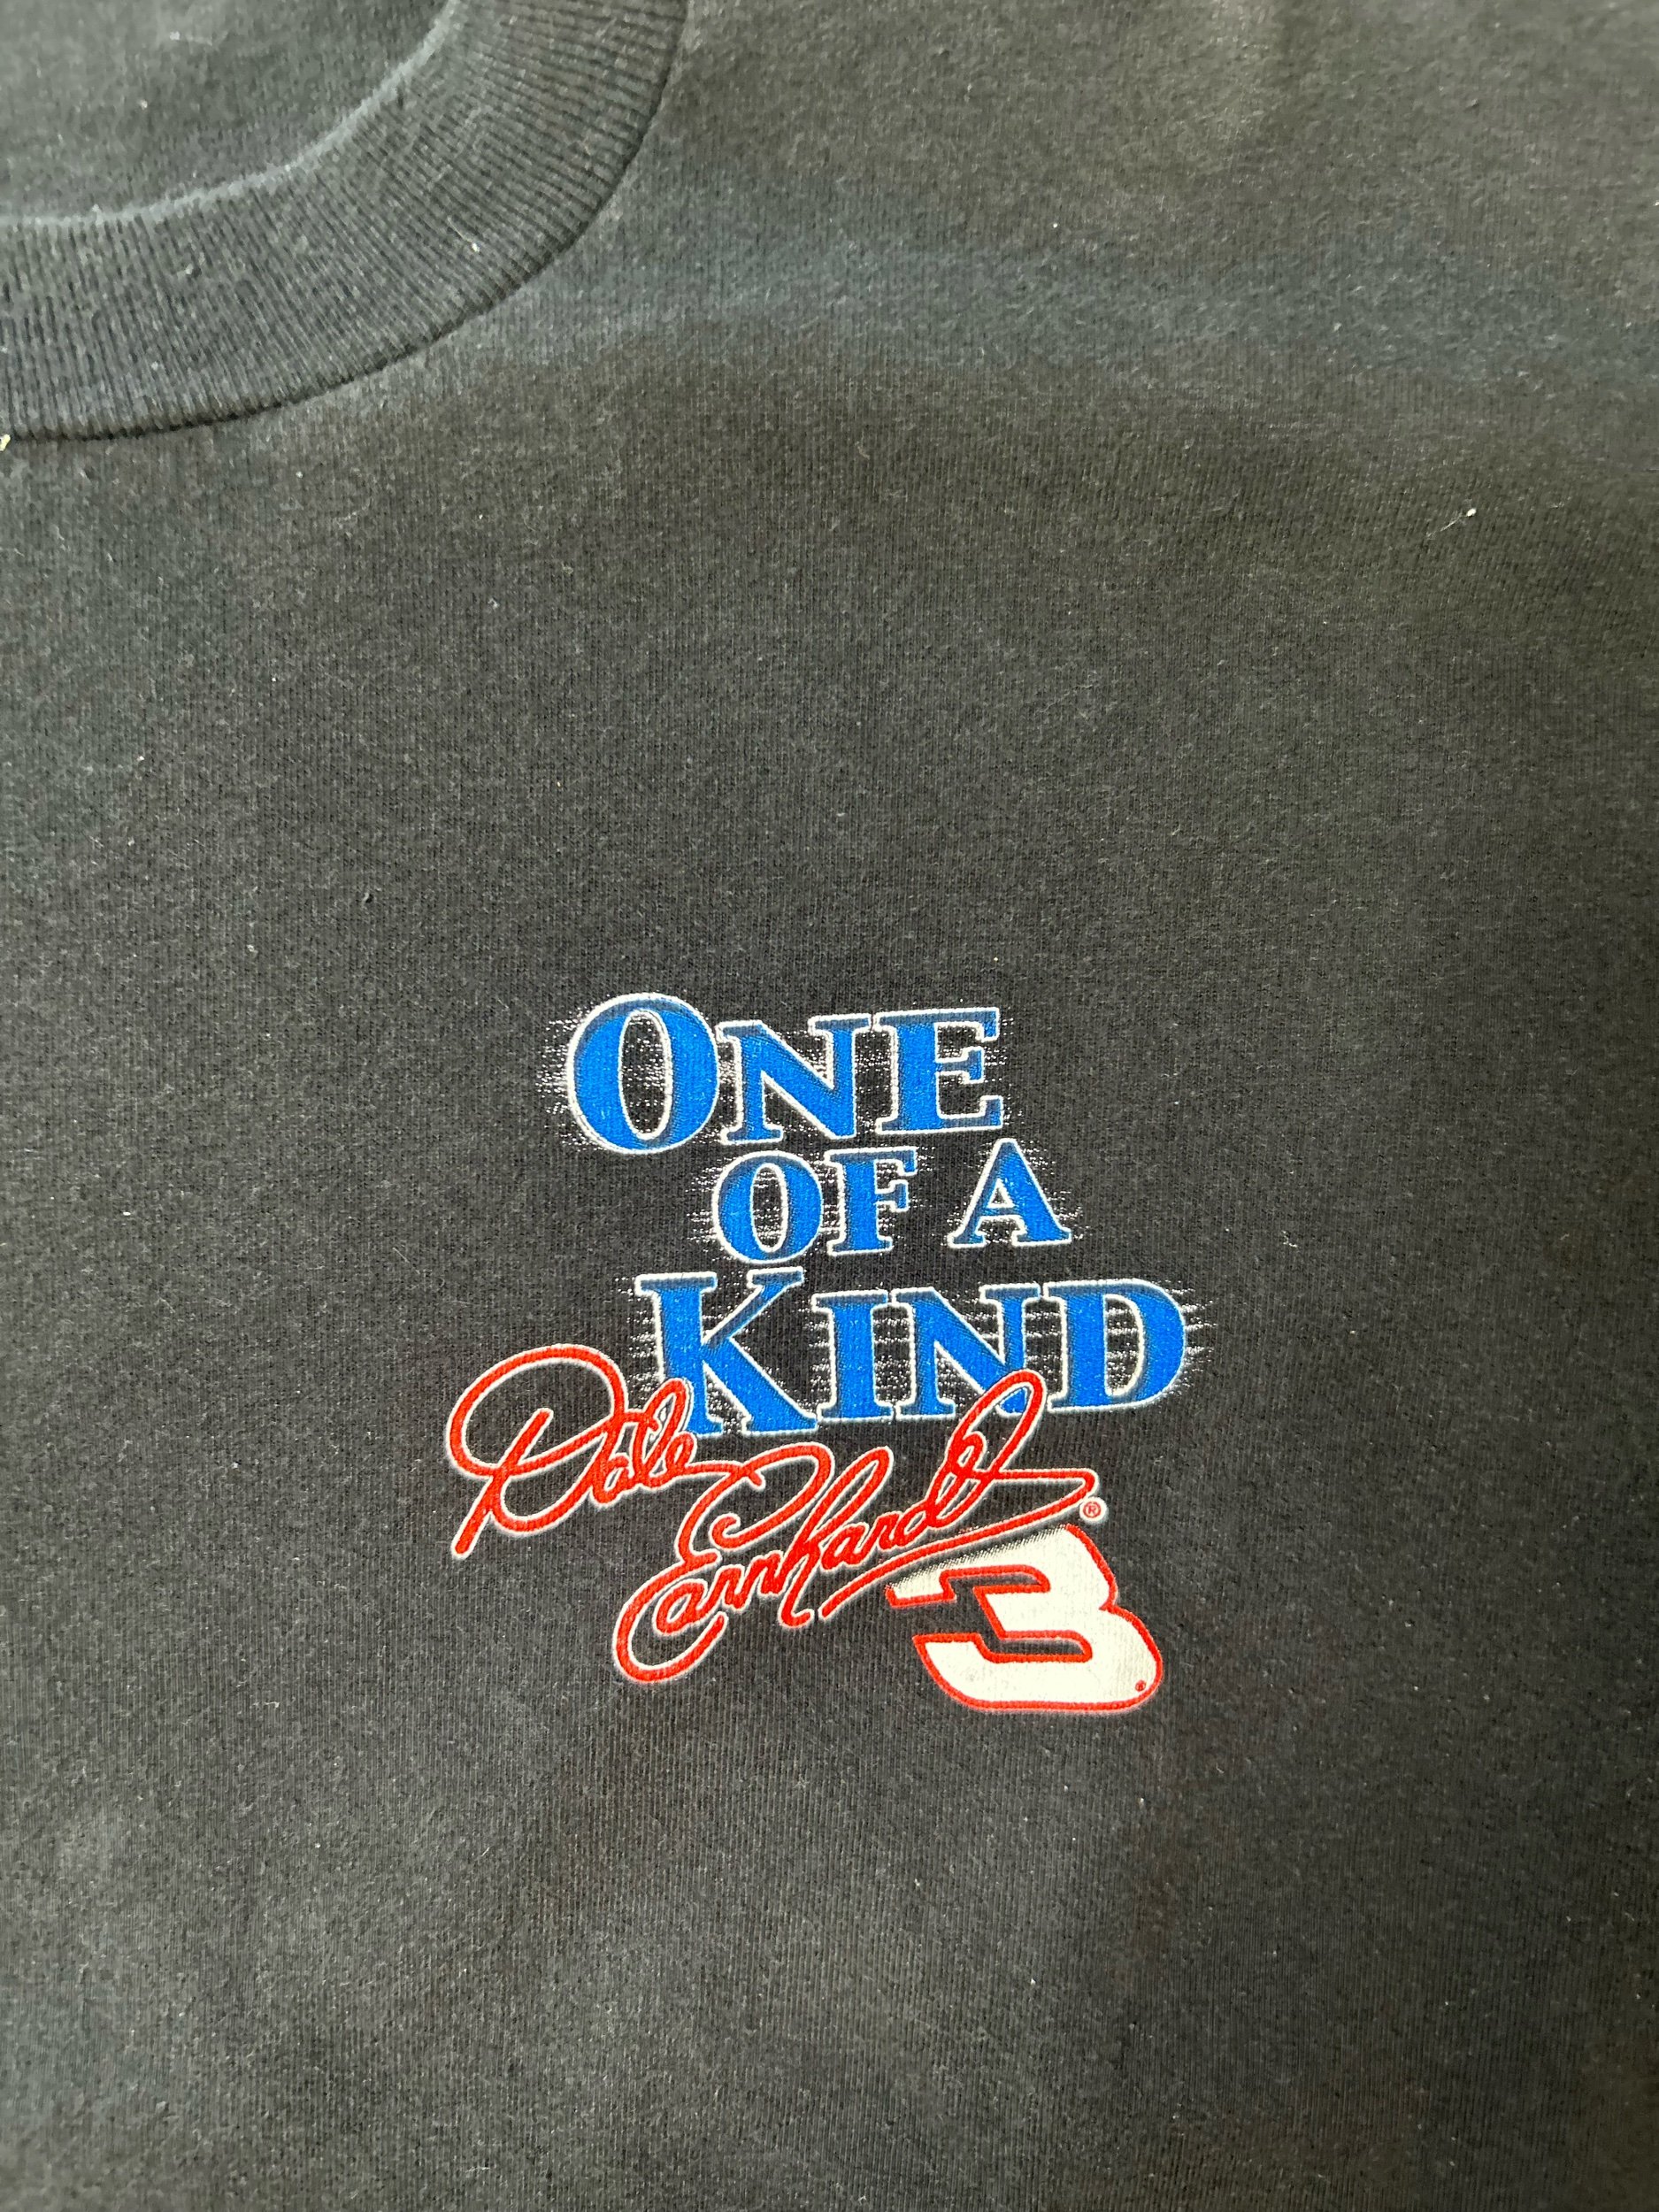 ONE
OF A
KIND
Dale
Earnhardt ®
3